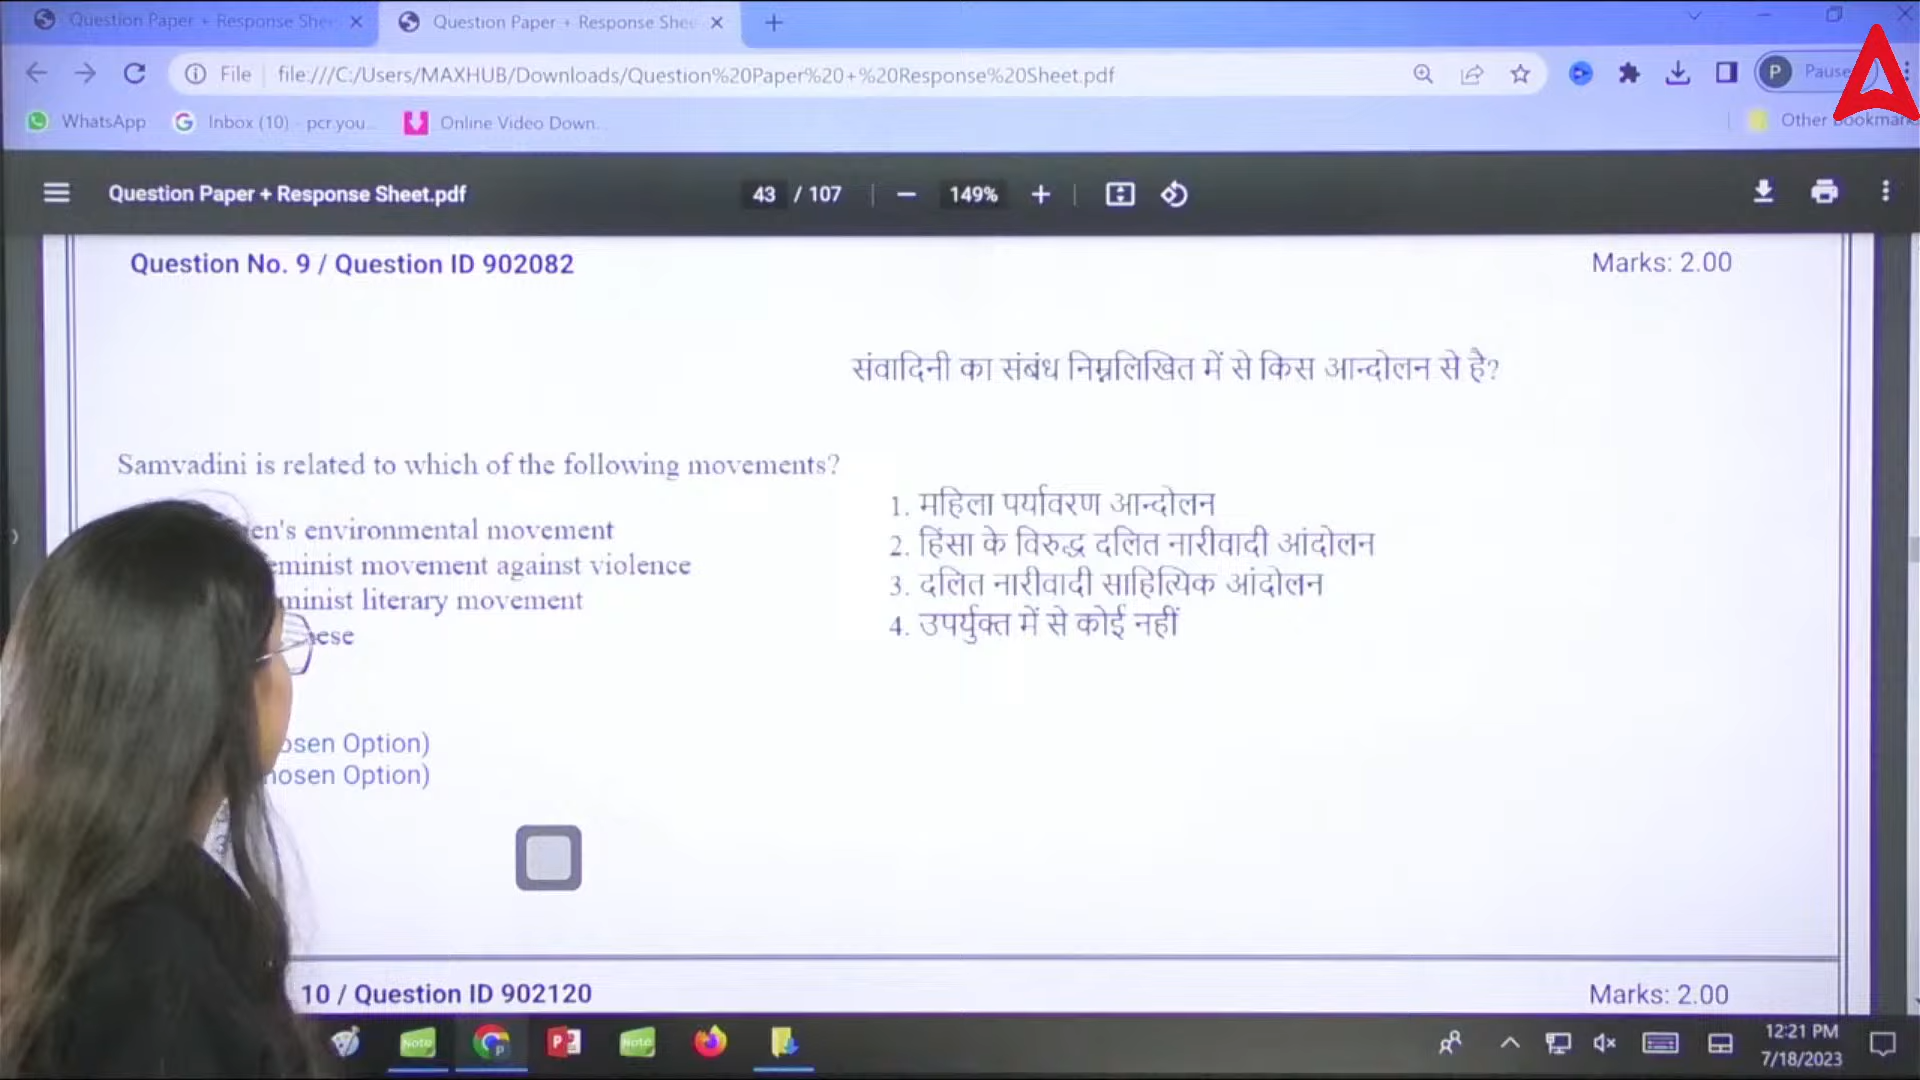 Question Paper + Response She
Question Paper + Response Shee
File
file:///C:/Users/MAXHUB/Downloads/Question%20Paper%20+%20Response%20Sheet.pdf
P
Pause
WhatsApp
Inbox (10) - pcr.you...
Online Video Down...
Other Bookmark
Question Paper + Response Sheet.pdf
43 / 107
149%
Question No. 9 / Question ID 902082
Marks: 2.00
संवादिनी का संबंध निम्नलिखित में से किस आन्दोलन से है?
Samvadini is related to which of the following movements?
1. महिला पर्यावरण आन्दोलन
2. हिंसा के विरुद्ध दलित नारीवादी आंदोलन
3. दलित नारीवादी साहित्यिक आंदोलन
4. उपर्युक्त में से कोई नहीं
en's environmental movement
minist movement against violence
minist literary movement
ese
osen Option)
hosen Option)
10 / Question ID 902120
Marks: 2.00
Note
P
Note
12:21 PM
7/18/2023